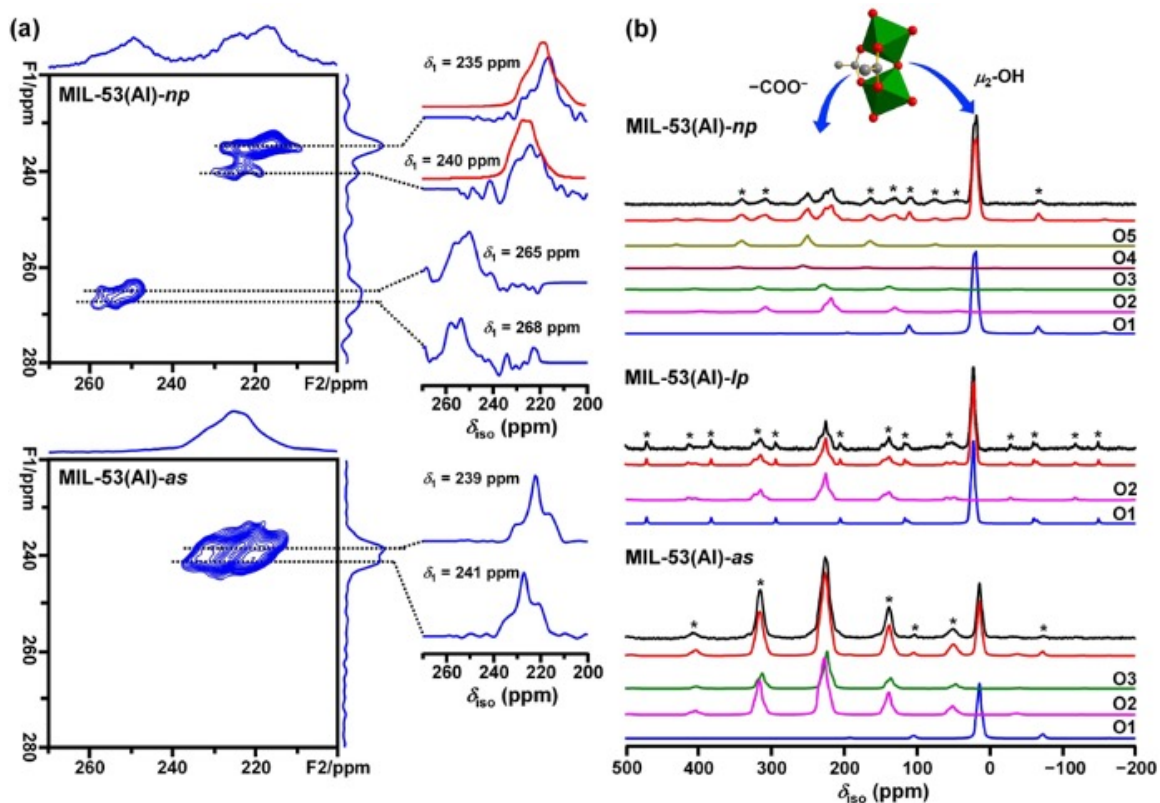 (a)
F1/ppm
MIL-53(Al)-np
240
260
280
260 240 220
F2/ppm
δ1 = 235 ppm
δ1 = 240 ppm
δ1 = 265 ppm
δ1 = 268 ppm
260 240 220 200
δiso (ppm)
F1/ppm
MIL-53(Al)-as
240
260
280
260 240 220
F2/ppm
δ1 = 239 ppm
δ1 = 241 ppm
260 240 220 200
δiso (ppm)
(b)
−COO⁻
μ2-OH
MIL-53(Al)-np
* * * * * * * *
O5
O4
O3
O2
O1
MIL-53(Al)-lp
* * * * * * * * * * * * *
O2
O1
MIL-53(Al)-as
* * * * * *
O3
O2
O1
500 400 300 200 100 0 −100 −200
δiso (ppm)